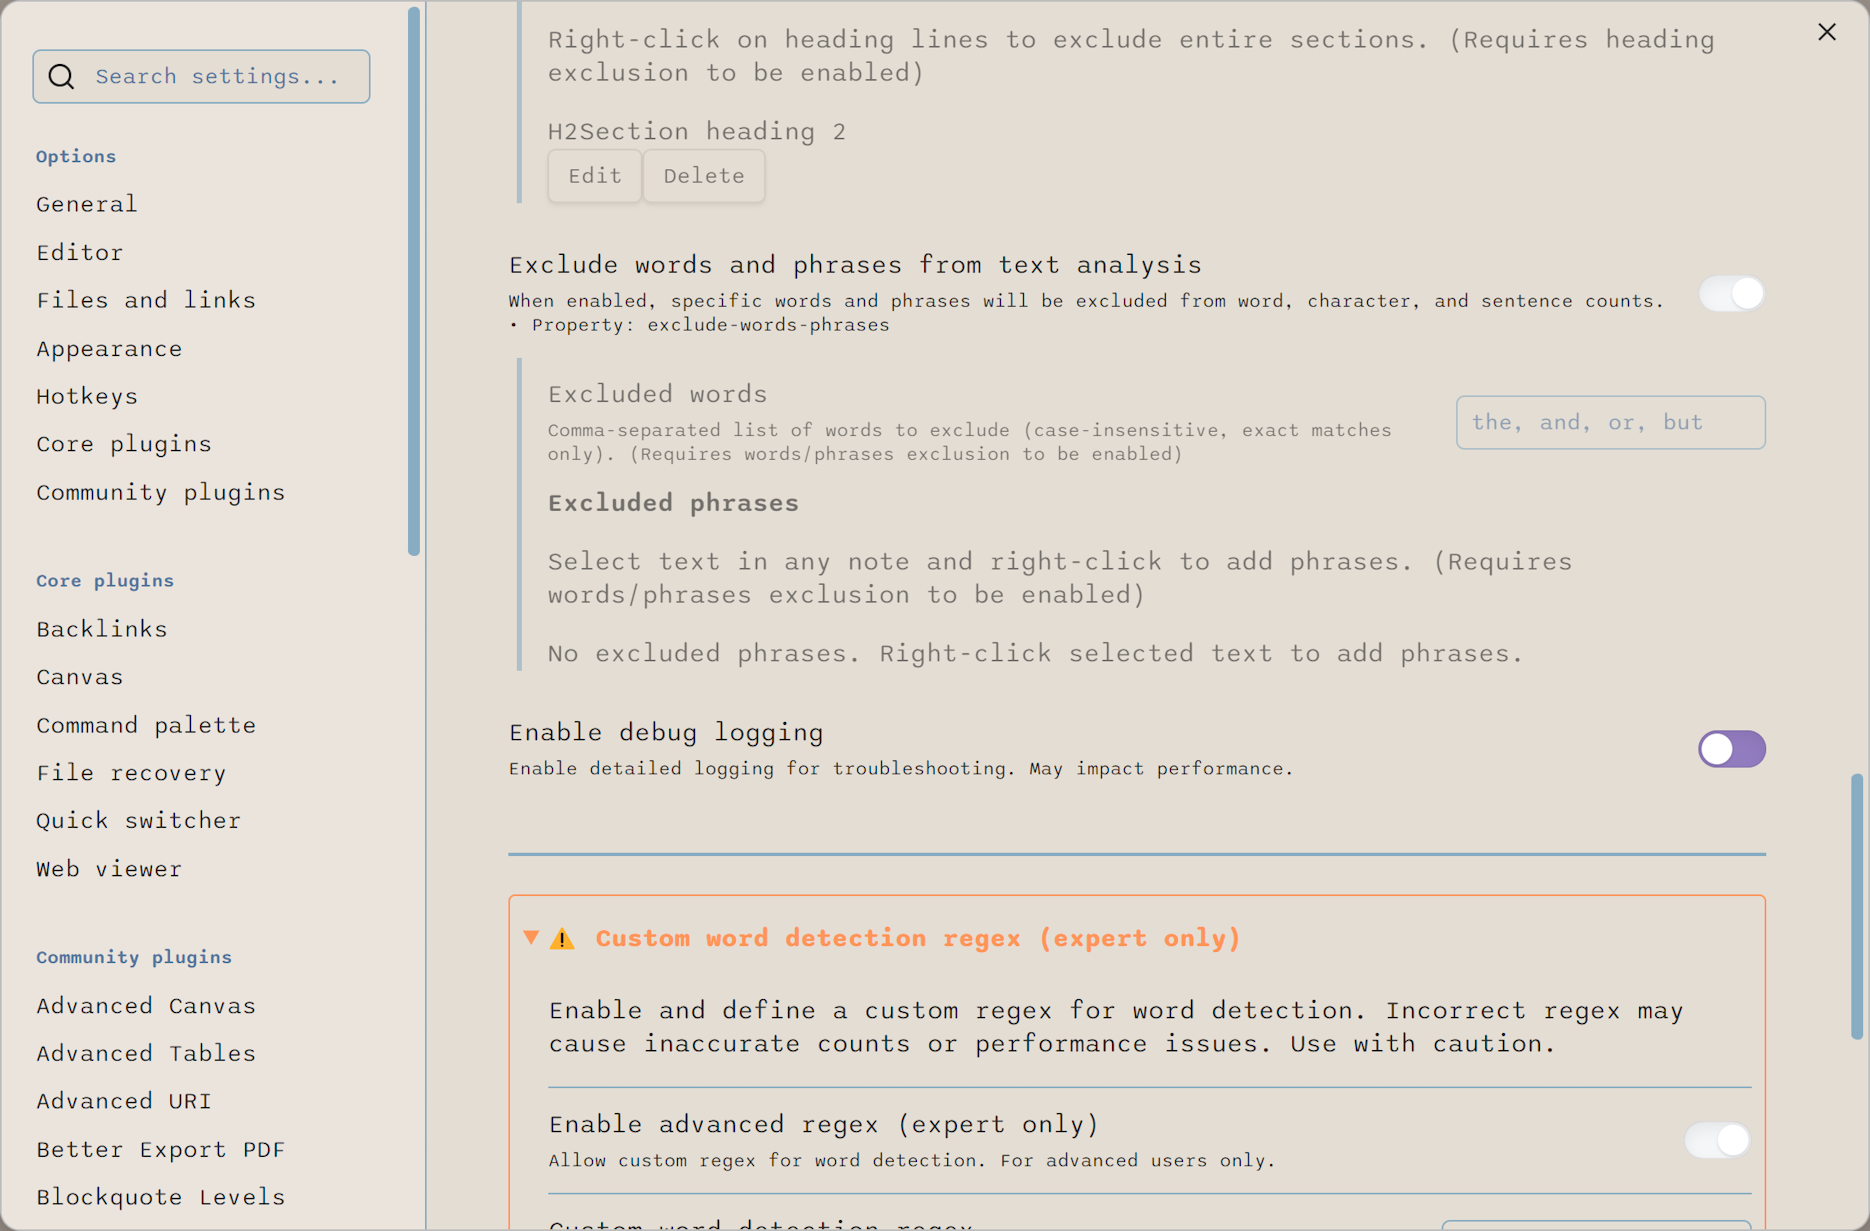 Search settings...
Options
General
Editor
Files and links
Appearance
Hotkeys
Core plugins
Community plugins
Core plugins
Backlinks
Canvas
Command palette
File recovery
Quick switcher
Web viewer
Community plugins
Advanced Canvas
Advanced Tables
Advanced URI
Better Export PDF
Blockquote Levels
Right-click on heading lines to exclude entire sections. (Requires heading
exclusion to be enabled)
H2Section heading 2
Edit
Delete
Exclude words and phrases from text analysis
When enabled, specific words and phrases will be excluded from word, character, and sentence counts.
• Property: exclude-words-phrases
Excluded words
Comma-separated list of words to exclude (case-insensitive, exact matches
only). (Requires words/phrases exclusion to be enabled)
the, and, or, but
Excluded phrases
Select text in any note and right-click to add phrases. (Requires
words/phrases exclusion to be enabled)
No excluded phrases. Right-click selected text to add phrases.
Enable debug logging
Enable detailed logging for troubleshooting. May impact performance.
Custom word detection regex (expert only)
Enable and define a custom regex for word detection. Incorrect regex may
cause inaccurate counts or performance issues. Use with caution.
Enable advanced regex (expert only)
Allow custom regex for word detection. For advanced users only.
Custom word detection regex